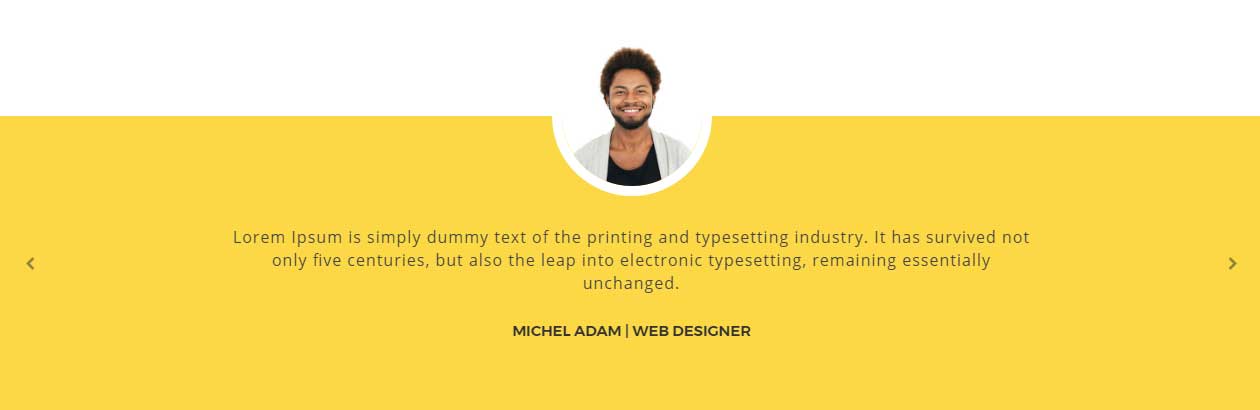 Lorem Ipsum is simply dummy text of the printing and typesetting industry. It has survived not
only five centuries, but also the leap into electronic typesetting, remaining essentially
unchanged.
MICHEL ADAM | WEB DESIGNER